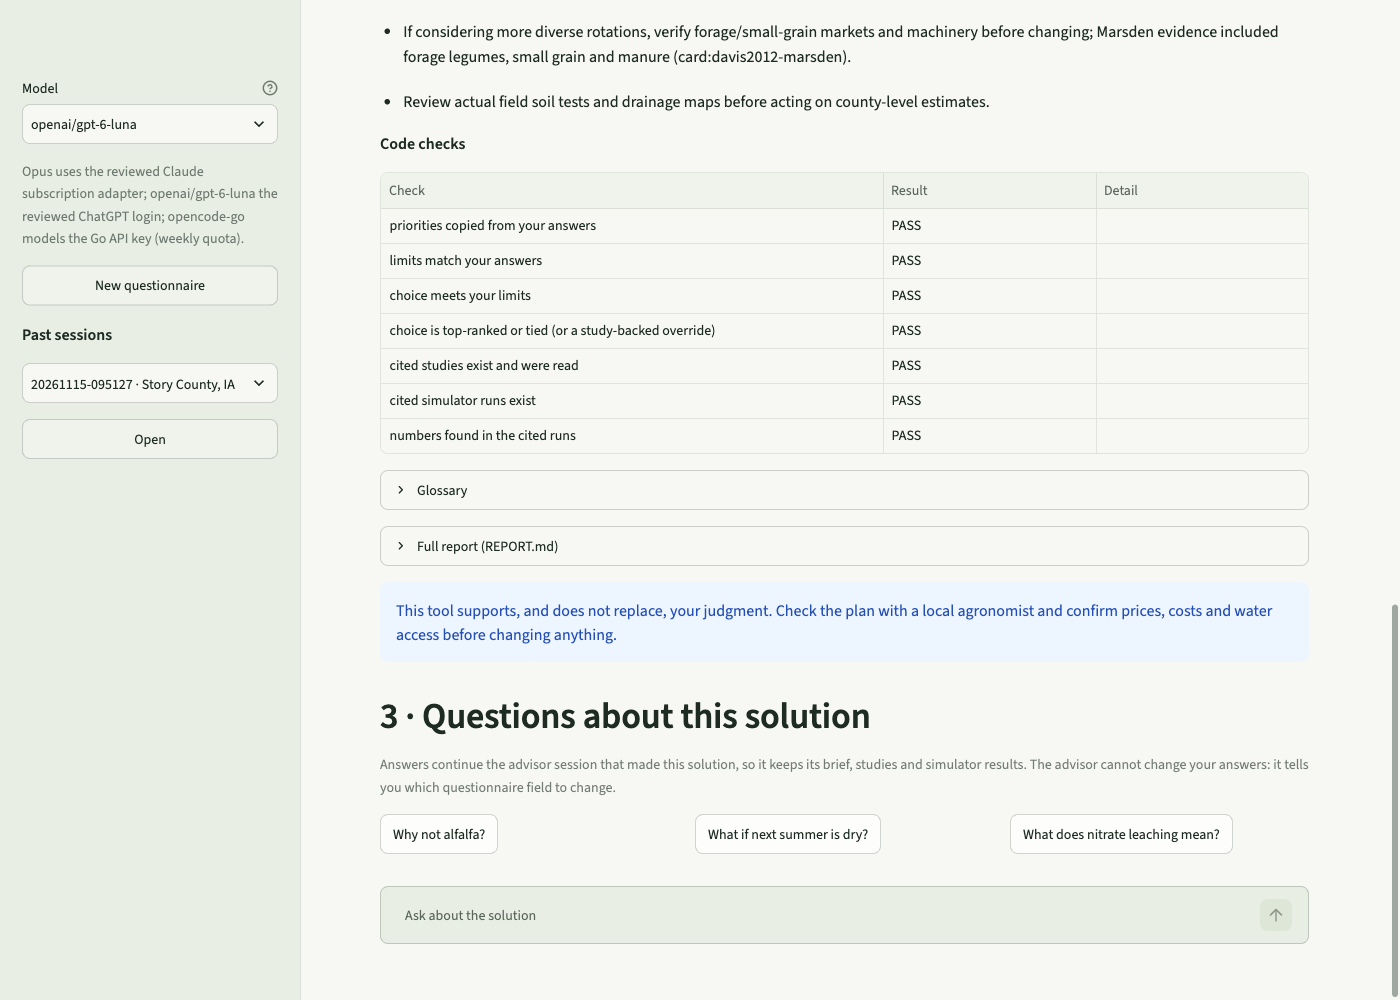 Model
openai/gpt-6-luna
Opus uses the reviewed Claude
subscription adapter; openai/gpt-6-luna the
reviewed ChatGPT login; opencode-go
models the Go API key (weekly quota).
New questionnaire
Past sessions
20261115-095127 · Story County, IA
Open
• If considering more diverse rotations, verify forage/small-grain markets and machinery before changing; Marsden evidence included
forage legumes, small grain and manure (card:davis2012-marsden).
• Review actual field soil tests and drainage maps before acting on county-level estimates.
Code checks
Check Result Detail
priorities copied from your answers PASS
limits match your answers PASS
choice meets your limits PASS
choice is top-ranked or tied (or a study-backed override) PASS
cited studies exist and were read PASS
cited simulator runs exist PASS
numbers found in the cited runs PASS
Glossary
Full report (REPORT.md)
This tool supports, and does not replace, your judgment. Check the plan with a local agronomist and confirm prices, costs and water
access before changing anything.
3 · Questions about this solution
Answers continue the advisor session that made this solution, so it keeps its brief, studies and simulator results. The advisor cannot change your answers: it tells
you which questionnaire field to change.
Why not alfalfa? What if next summer is dry? What does nitrate leaching mean?
Ask about the solution